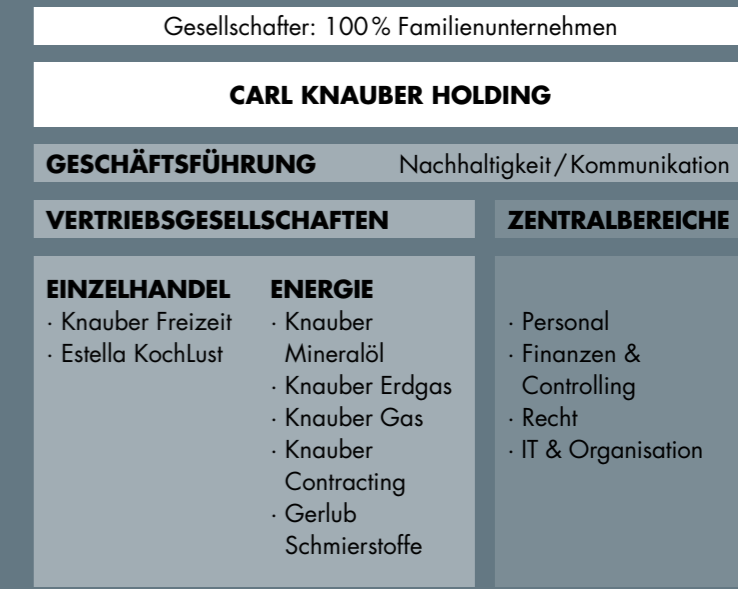 Gesellschafter: 100 % Familienunternehmen
CARL KNAUBER HOLDING
GESCHÄFTSFÜHRUNG Nachhaltigkeit / Kommunikation
VERTRIEBSGESELLSCHAFTEN
EINZELHANDEL
· Knauber Freizeit
· Estella KochLust
ENERGIE
· Knauber
Mineralöl
· Knauber Erdgas
· Knauber Gas
· Knauber
Contracting
· Gerlub
Schmierstoffe
ZENTRALBEREICHE
· Personal
· Finanzen &
Controlling
· Recht
· IT & Organisation